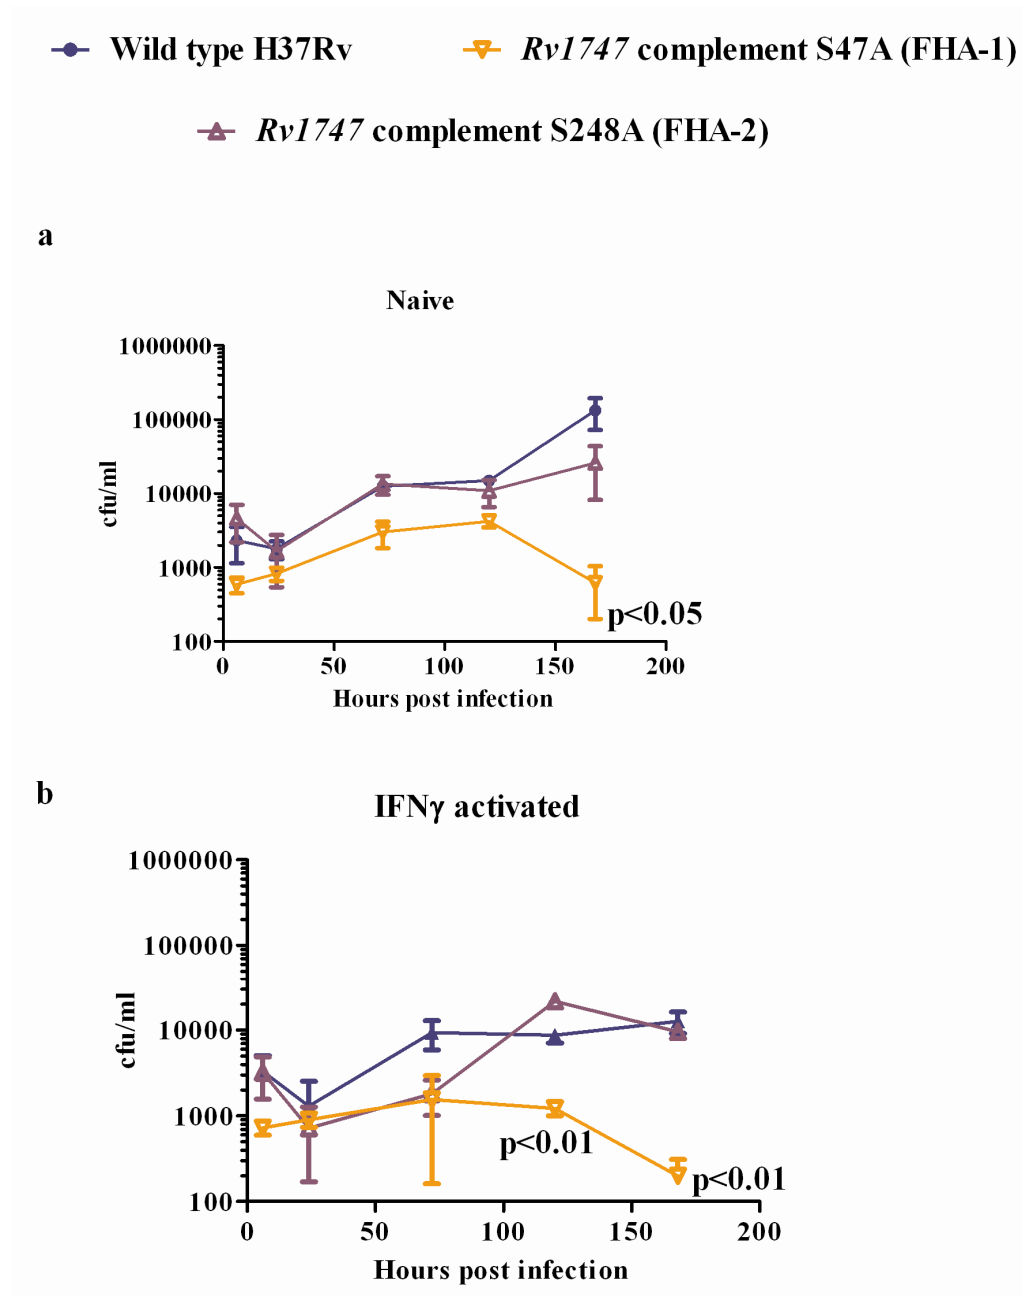 Wild type H37Rv
Rv1747 complement S47A (FHA-1)
Rv1747 complement S248A (FHA-2)
a
Naive
1000000
100000
10000
1000
100
cfu/ml
p<0.05
0 50 100 150 200
Hours post infection
b
IFNγ activated
1000000
100000
10000
1000
100
cfu/ml
p<0.01
p<0.01
0 50 100 150 200
Hours post infection